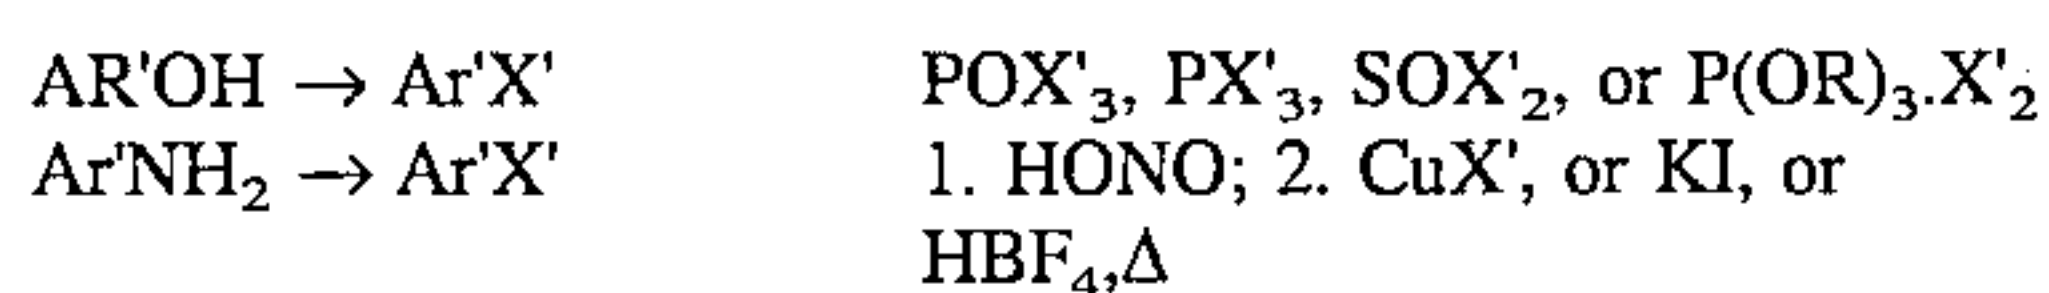 AR'OH → Ar'X' POX'₃, PX'₃, SOX'₂, or P(OR)₃.X'₂
Ar'NH₂ → Ar'X' 1. HONO; 2. CuX', or KI, or
HBF₄,Δ